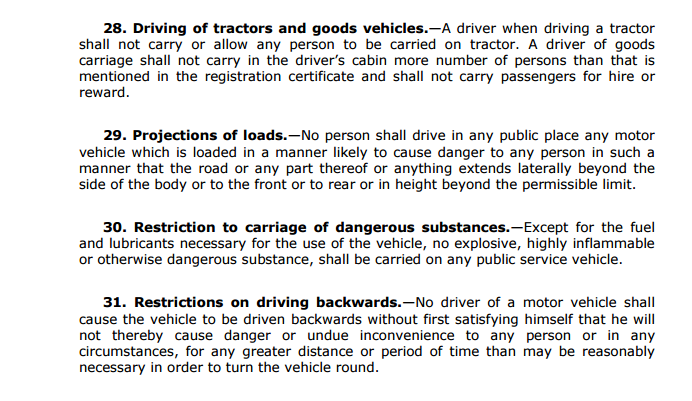 28. Driving of tractors and goods vehicles.—A driver when driving a tractor
shall not carry or allow any person to be carried on tractor. A driver of goods
carriage shall not carry in the driver’s cabin more number of persons than that is
mentioned in the registration certificate and shall not carry passengers for hire or
reward.
29. Projections of loads.—No person shall drive in any public place any motor
vehicle which is loaded in a manner likely to cause danger to any person in such a
manner that the road or any part thereof or anything extends laterally beyond the
side of the body or to the front or to rear or in height beyond the permissible limit.
30. Restriction to carriage of dangerous substances.—Except for the fuel
and lubricants necessary for the use of the vehicle, no explosive, highly inflammable
or otherwise dangerous substance, shall be carried on any public service vehicle.
31. Restrictions on driving backwards.—No driver of a motor vehicle shall
cause the vehicle to be driven backwards without first satisfying himself that he will
not thereby cause danger or undue inconvenience to any person or in any
circumstances, for any greater distance or period of time than may be reasonably
necessary in order to turn the vehicle round.